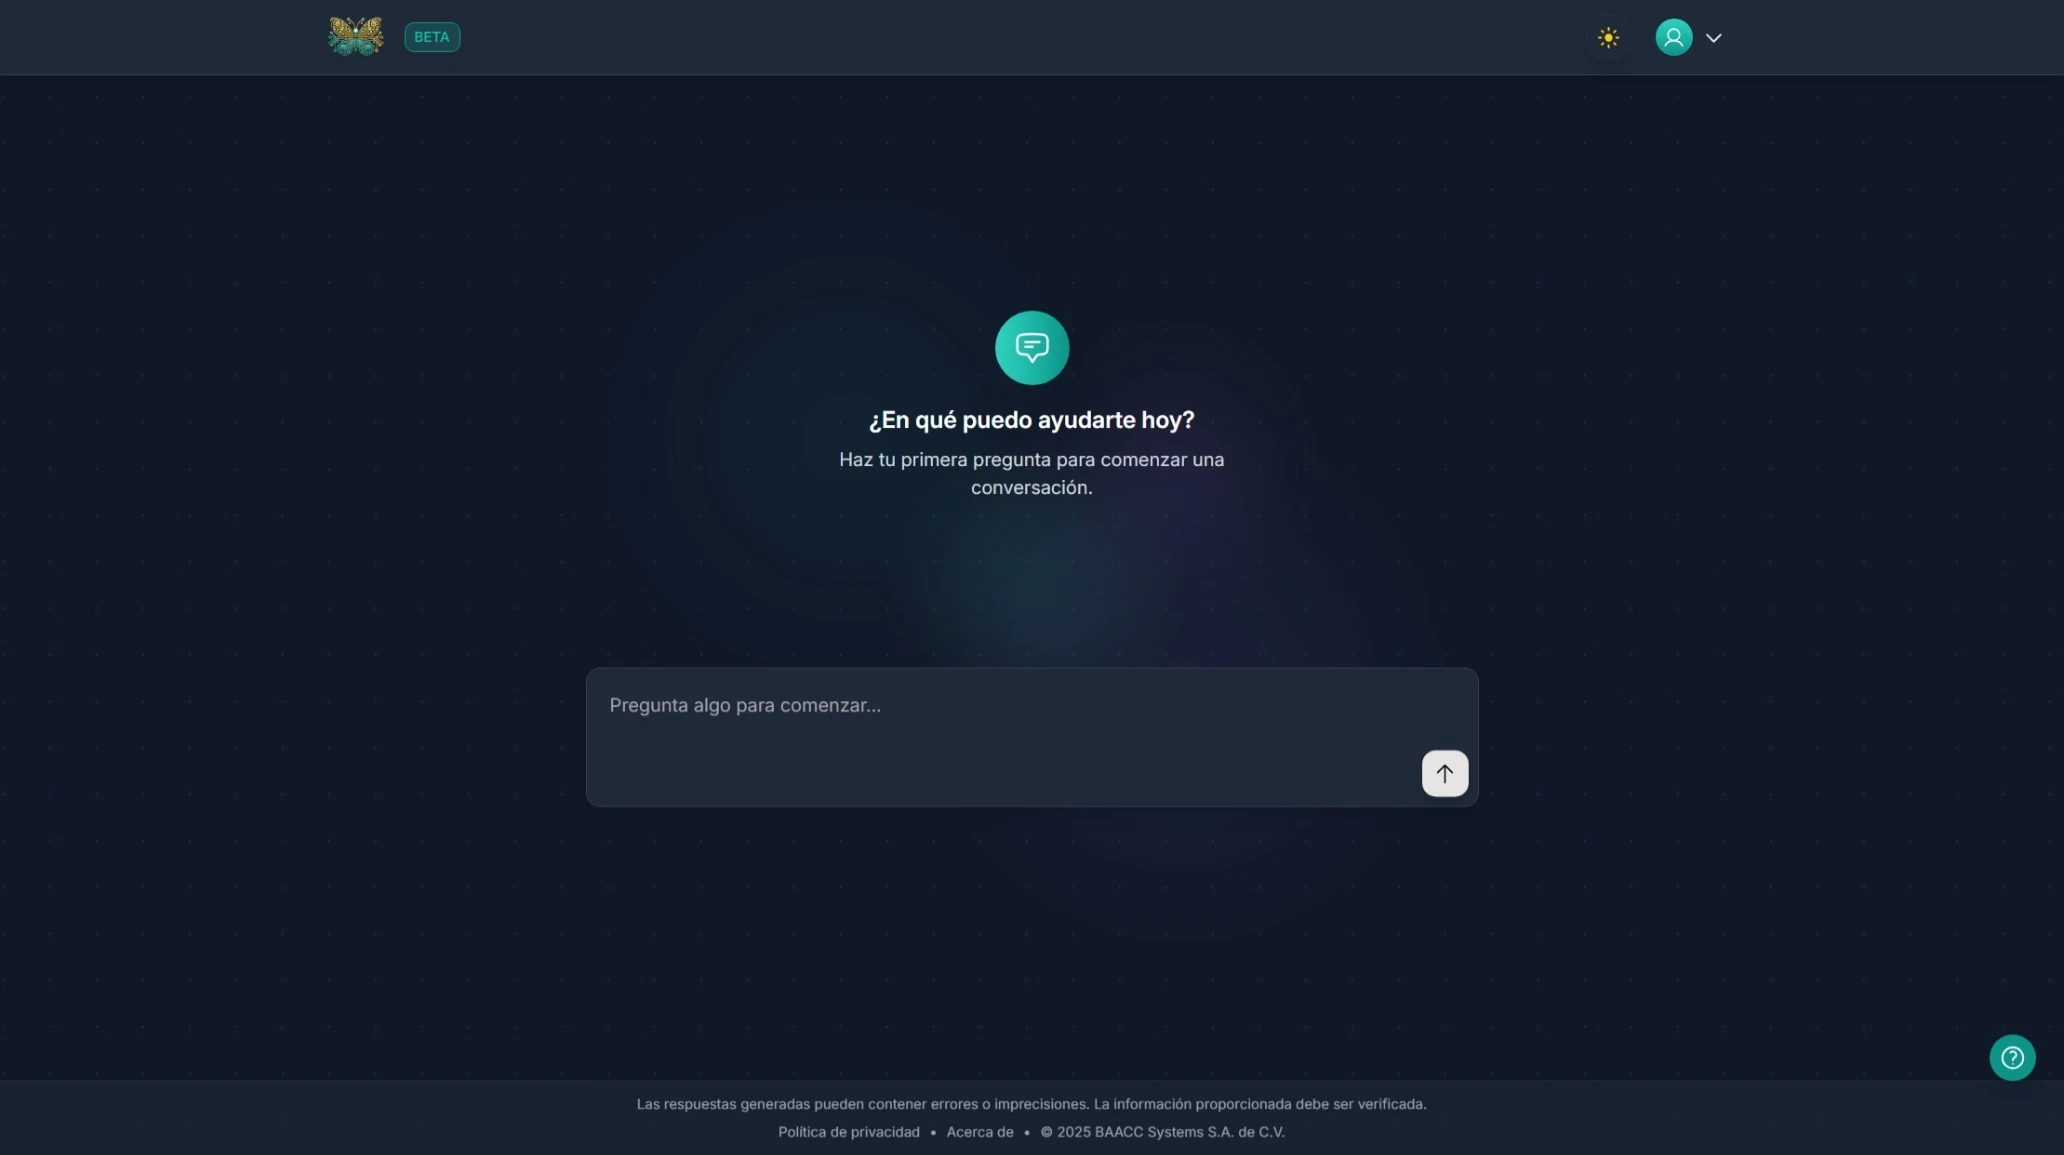 BETA
¿En qué puedo ayudarte hoy?
Haz tu primera pregunta para comenzar una
conversación.
Pregunta algo para comenzar...
Las respuestas generadas pueden contener errores o imprecisiones. La información proporcionada debe ser verificada.
Política de privacidad • Acerca de • © 2025 BAACC Systems S.A. de C.V.